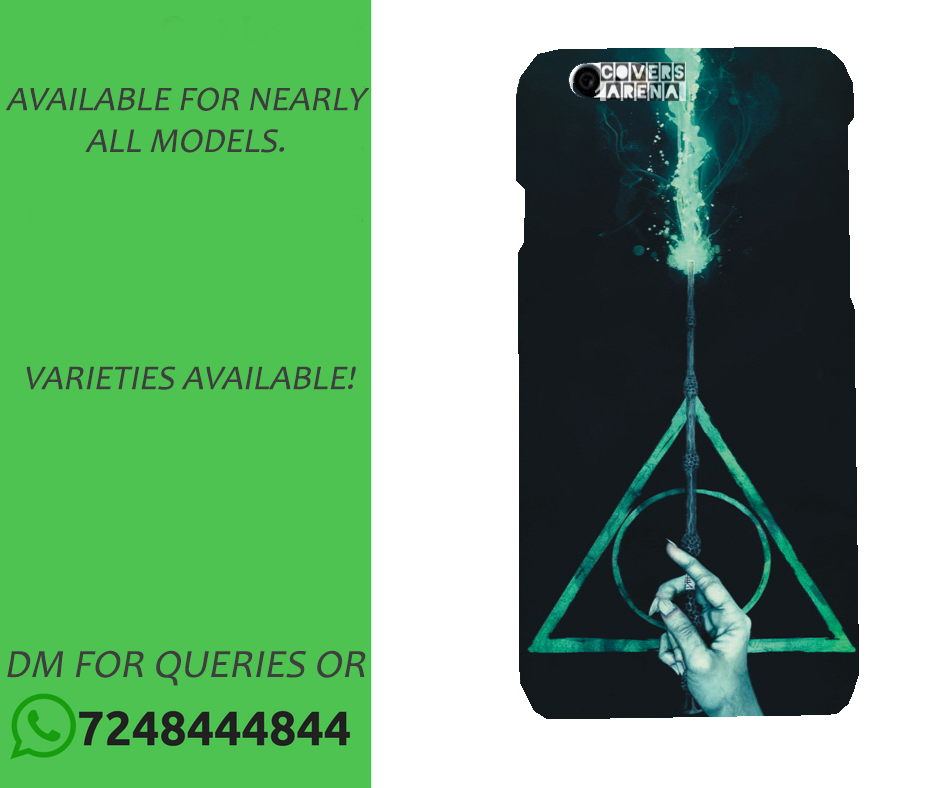 AVAILABLE FOR NEARLY
ALL MODELS.
VARIETIES AVAILABLE!
DM FOR QUERIES OR
7248444844
COVERS
ARENA